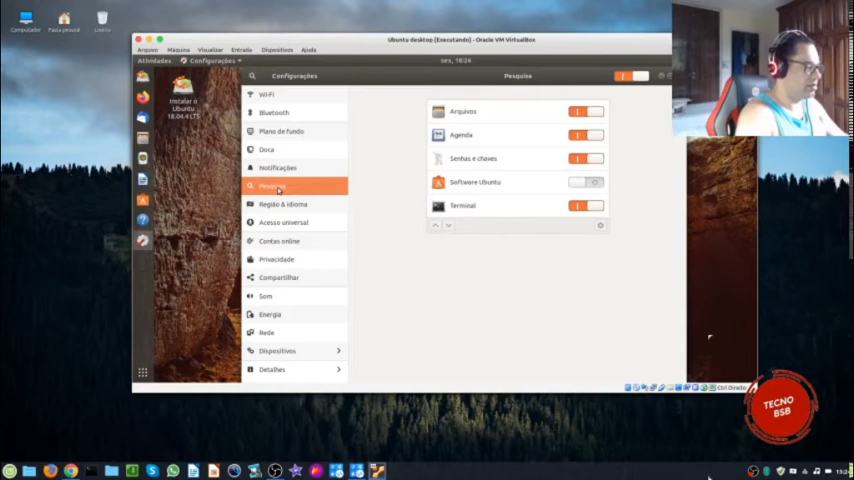 Ubuntu desktop [Executando] - Oracle VM VirtualBox
Arquivo Máquina Visualizar Entrada Dispositivos Ajuda
Atividades Configurações sex, 18:24
Configurações Pesquisa
Computador
Pasta pessoal
Lixeira
Instalar o
Ubuntu
18.04.4 LTS
Wi-Fi
Bluetooth
Plano de fundo
Doca
Notificações
Pesquisa
Região & idioma
Acesso universal
Contas online
Privacidade
Compartilhar
Som
Energia
Rede
Dispositivos
Detalhes
Arquivos
Agenda
Senhas e chaves
Software Ubuntu
Terminal
Ctrl Direito
TECNO
BSB
15:24